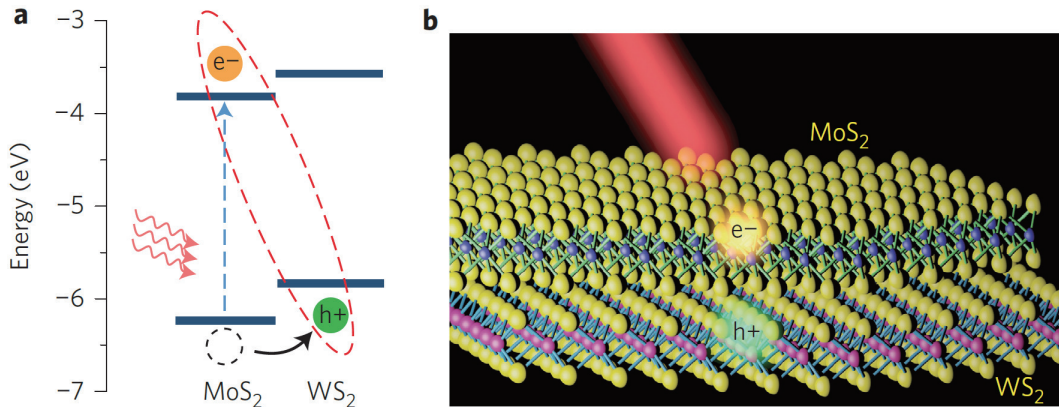 a
b
−3
−4
−5
−6
−7
Energy (eV)
e−
h+
MoS₂
WS₂
MoS₂
e−
h+
WS₂